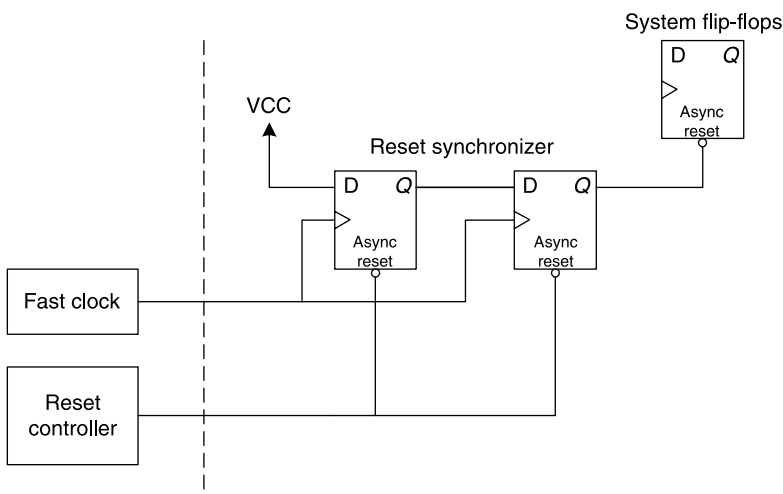 System flip-flops
D Q
Async
reset
VCC
Reset synchronizer
D Q
Async
reset
D Q
Async
reset
Fast clock
Reset
controller